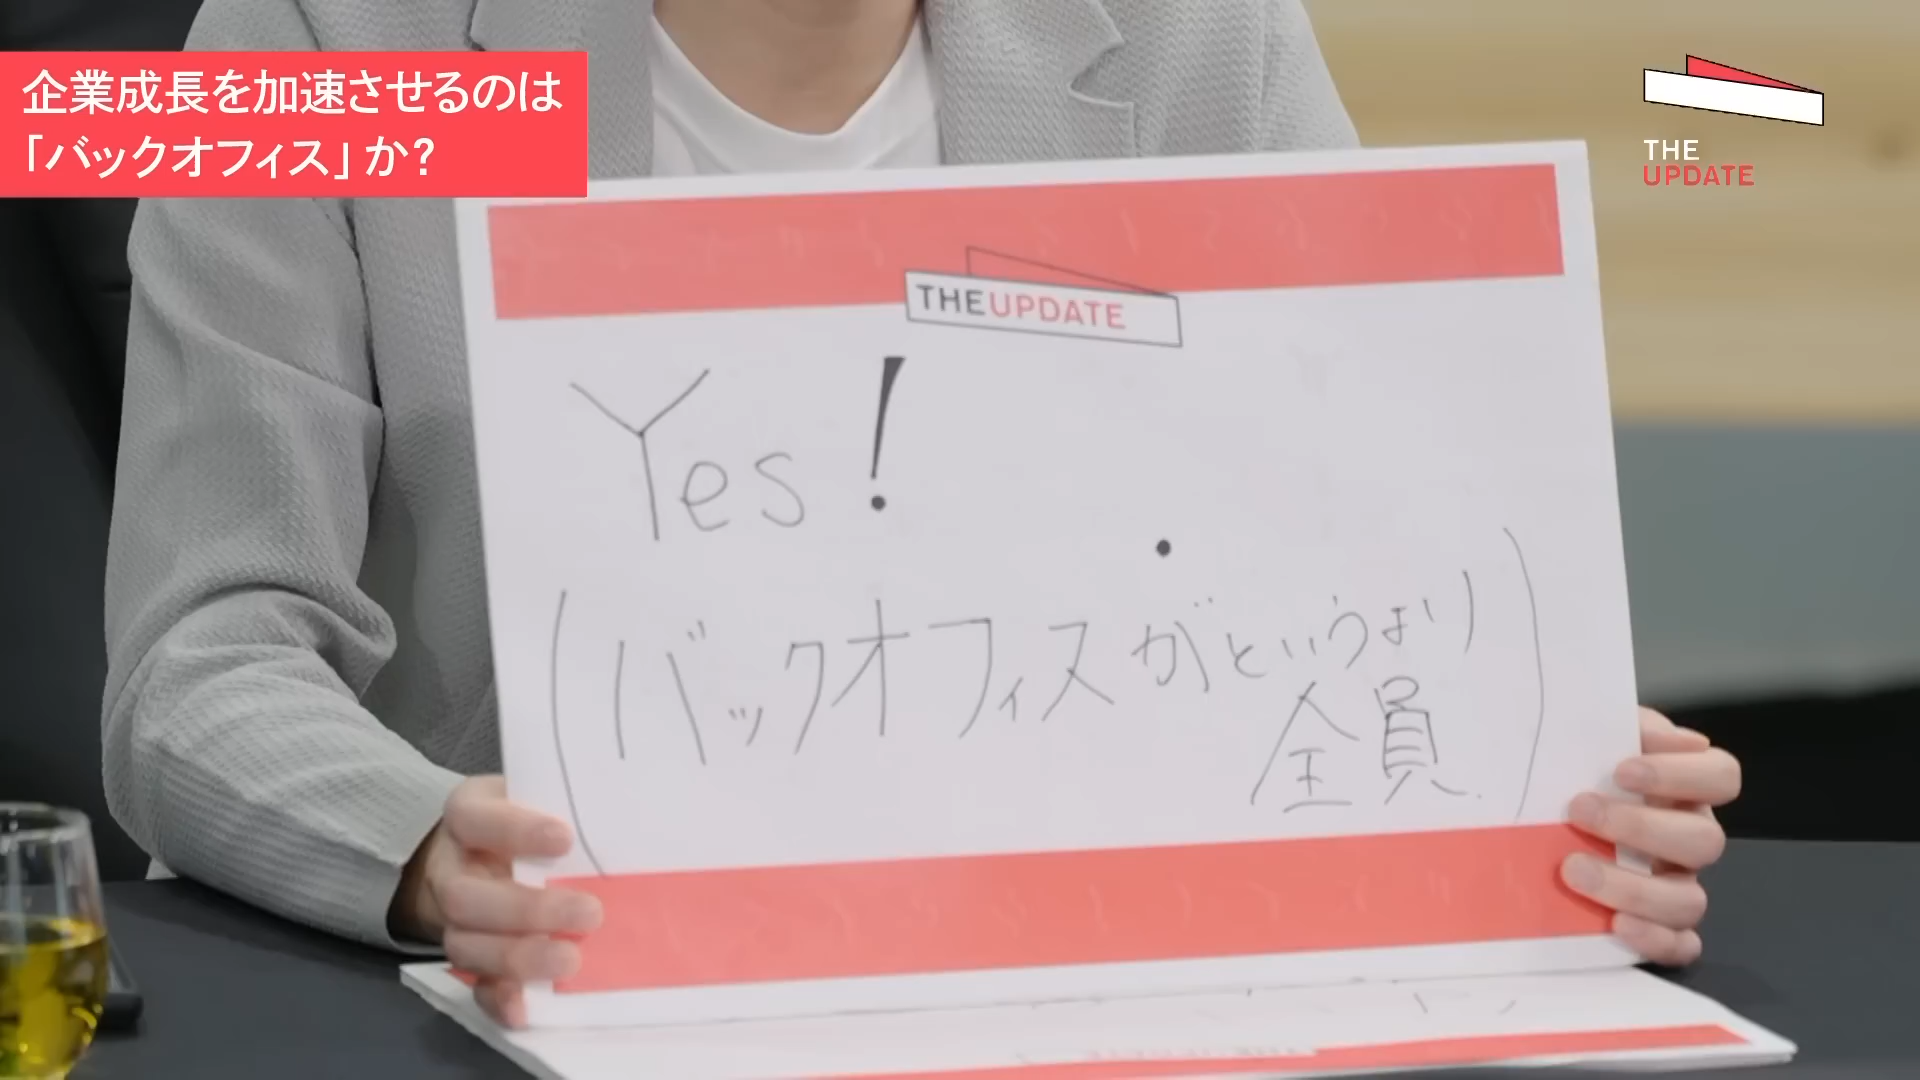 企業成長を加速させるのは
「バックオフィス」か?
THE
UPDATE
THE UPDATE
Yes!
(バックオフィスがというより
全員)